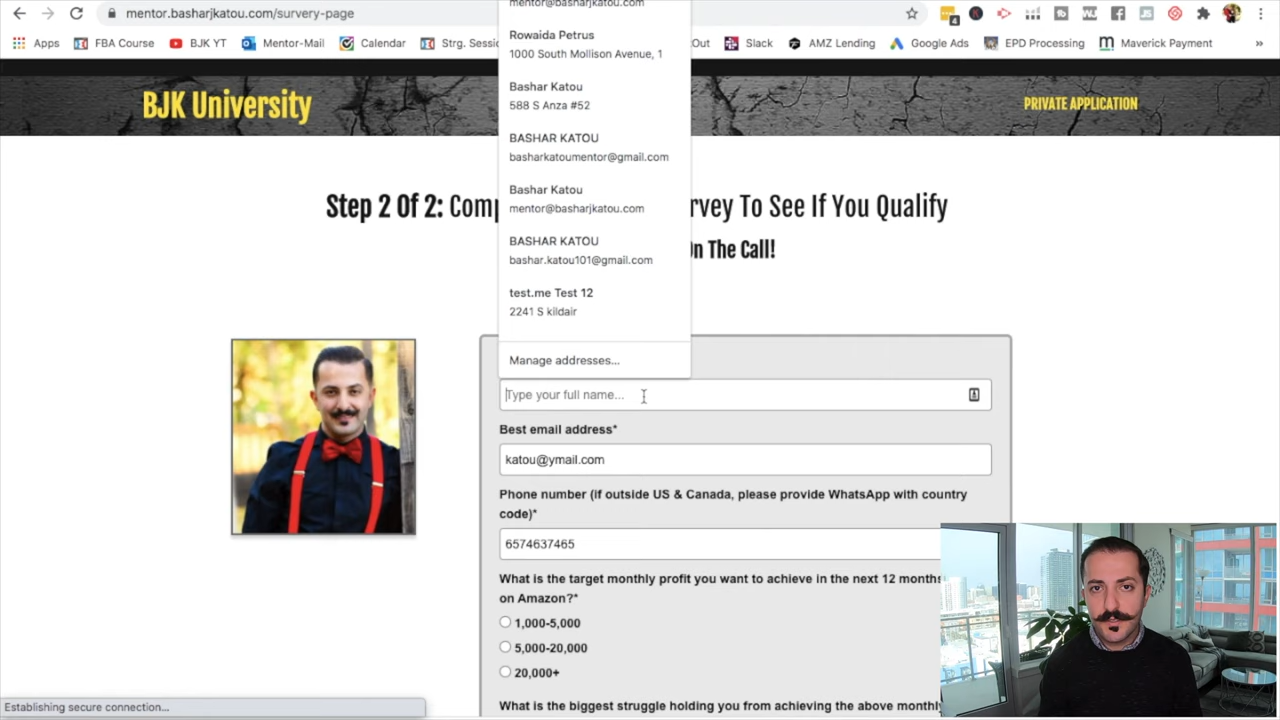 mentor.basharjkatou.com/survery-page
4
Apps
FBA Course
BJK YT
Mentor-Mail
Calendar
Strg. Sessi
Out
Slack
AMZ Lending
Google Ads
EPD Processing
Maverick Payment
»
mentor@basharjkatou.com
Rowaida Petrus
1000 South Mollison Avenue, 1
Bashar Katou
588 S Anza #52
BASHAR KATOU
basharkatoumentor@gmail.com
Bashar Katou
mentor@basharjkatou.com
BASHAR KATOU
bashar.katou101@gmail.com
test.me Test 12
2241 S kildair
Manage addresses...
BJK University
PRIVATE APPLICATION
Step 2 Of 2: Comp rvey To See If You Qualify
On The Call!
Type your full name...
Best email address*
katou@ymail.com
Phone number (if outside US & Canada, please provide WhatsApp with country
code)*
6574637465
What is the target monthly profit you want to achieve in the next 12 months
on Amazon?*
1,000-5,000
5,000-20,000
20,000+
What is the biggest struggle holding you from achieving the above monthly
Establishing secure connection...